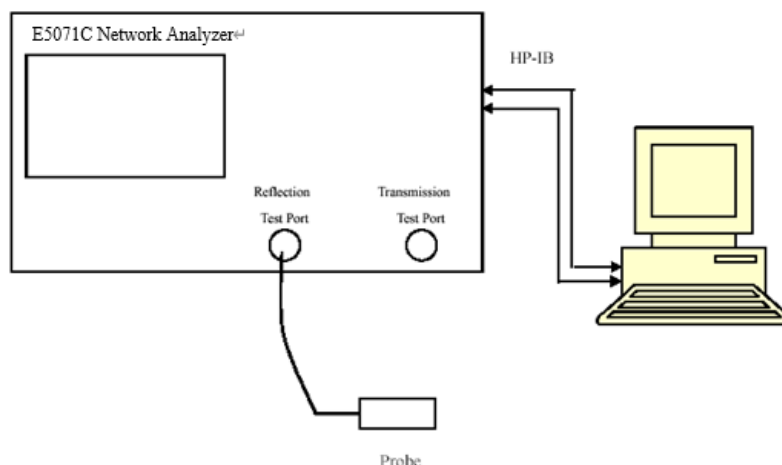 E5071C Network Analyzer↵
HP-IB
Reflection
Test Port
Transmission
Test Port
Probe